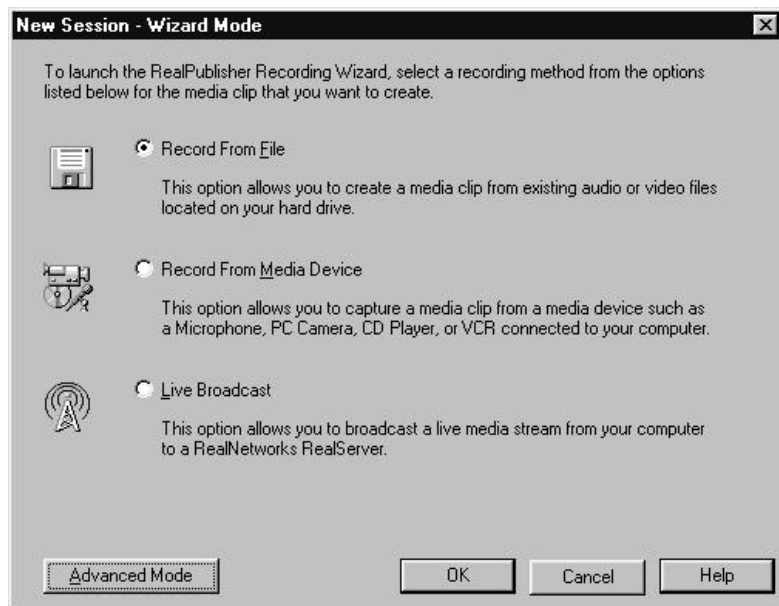 New Session - Wizard Mode
To launch the RealPublisher Recording Wizard, select a recording method from the options
listed below for the media clip that you want to create.
Record From File
This option allows you to create a media clip from existing audio or video files
located on your hard drive.
Record From Media Device
This option allows you to capture a media clip from a media device such as
a Microphone, PC Camera, CD Player, or VCR connected to your computer.
Live Broadcast
This option allows you to broadcast a live media stream from your computer
to a RealNetworks RealServer.
Advanced Mode OK Cancel Help